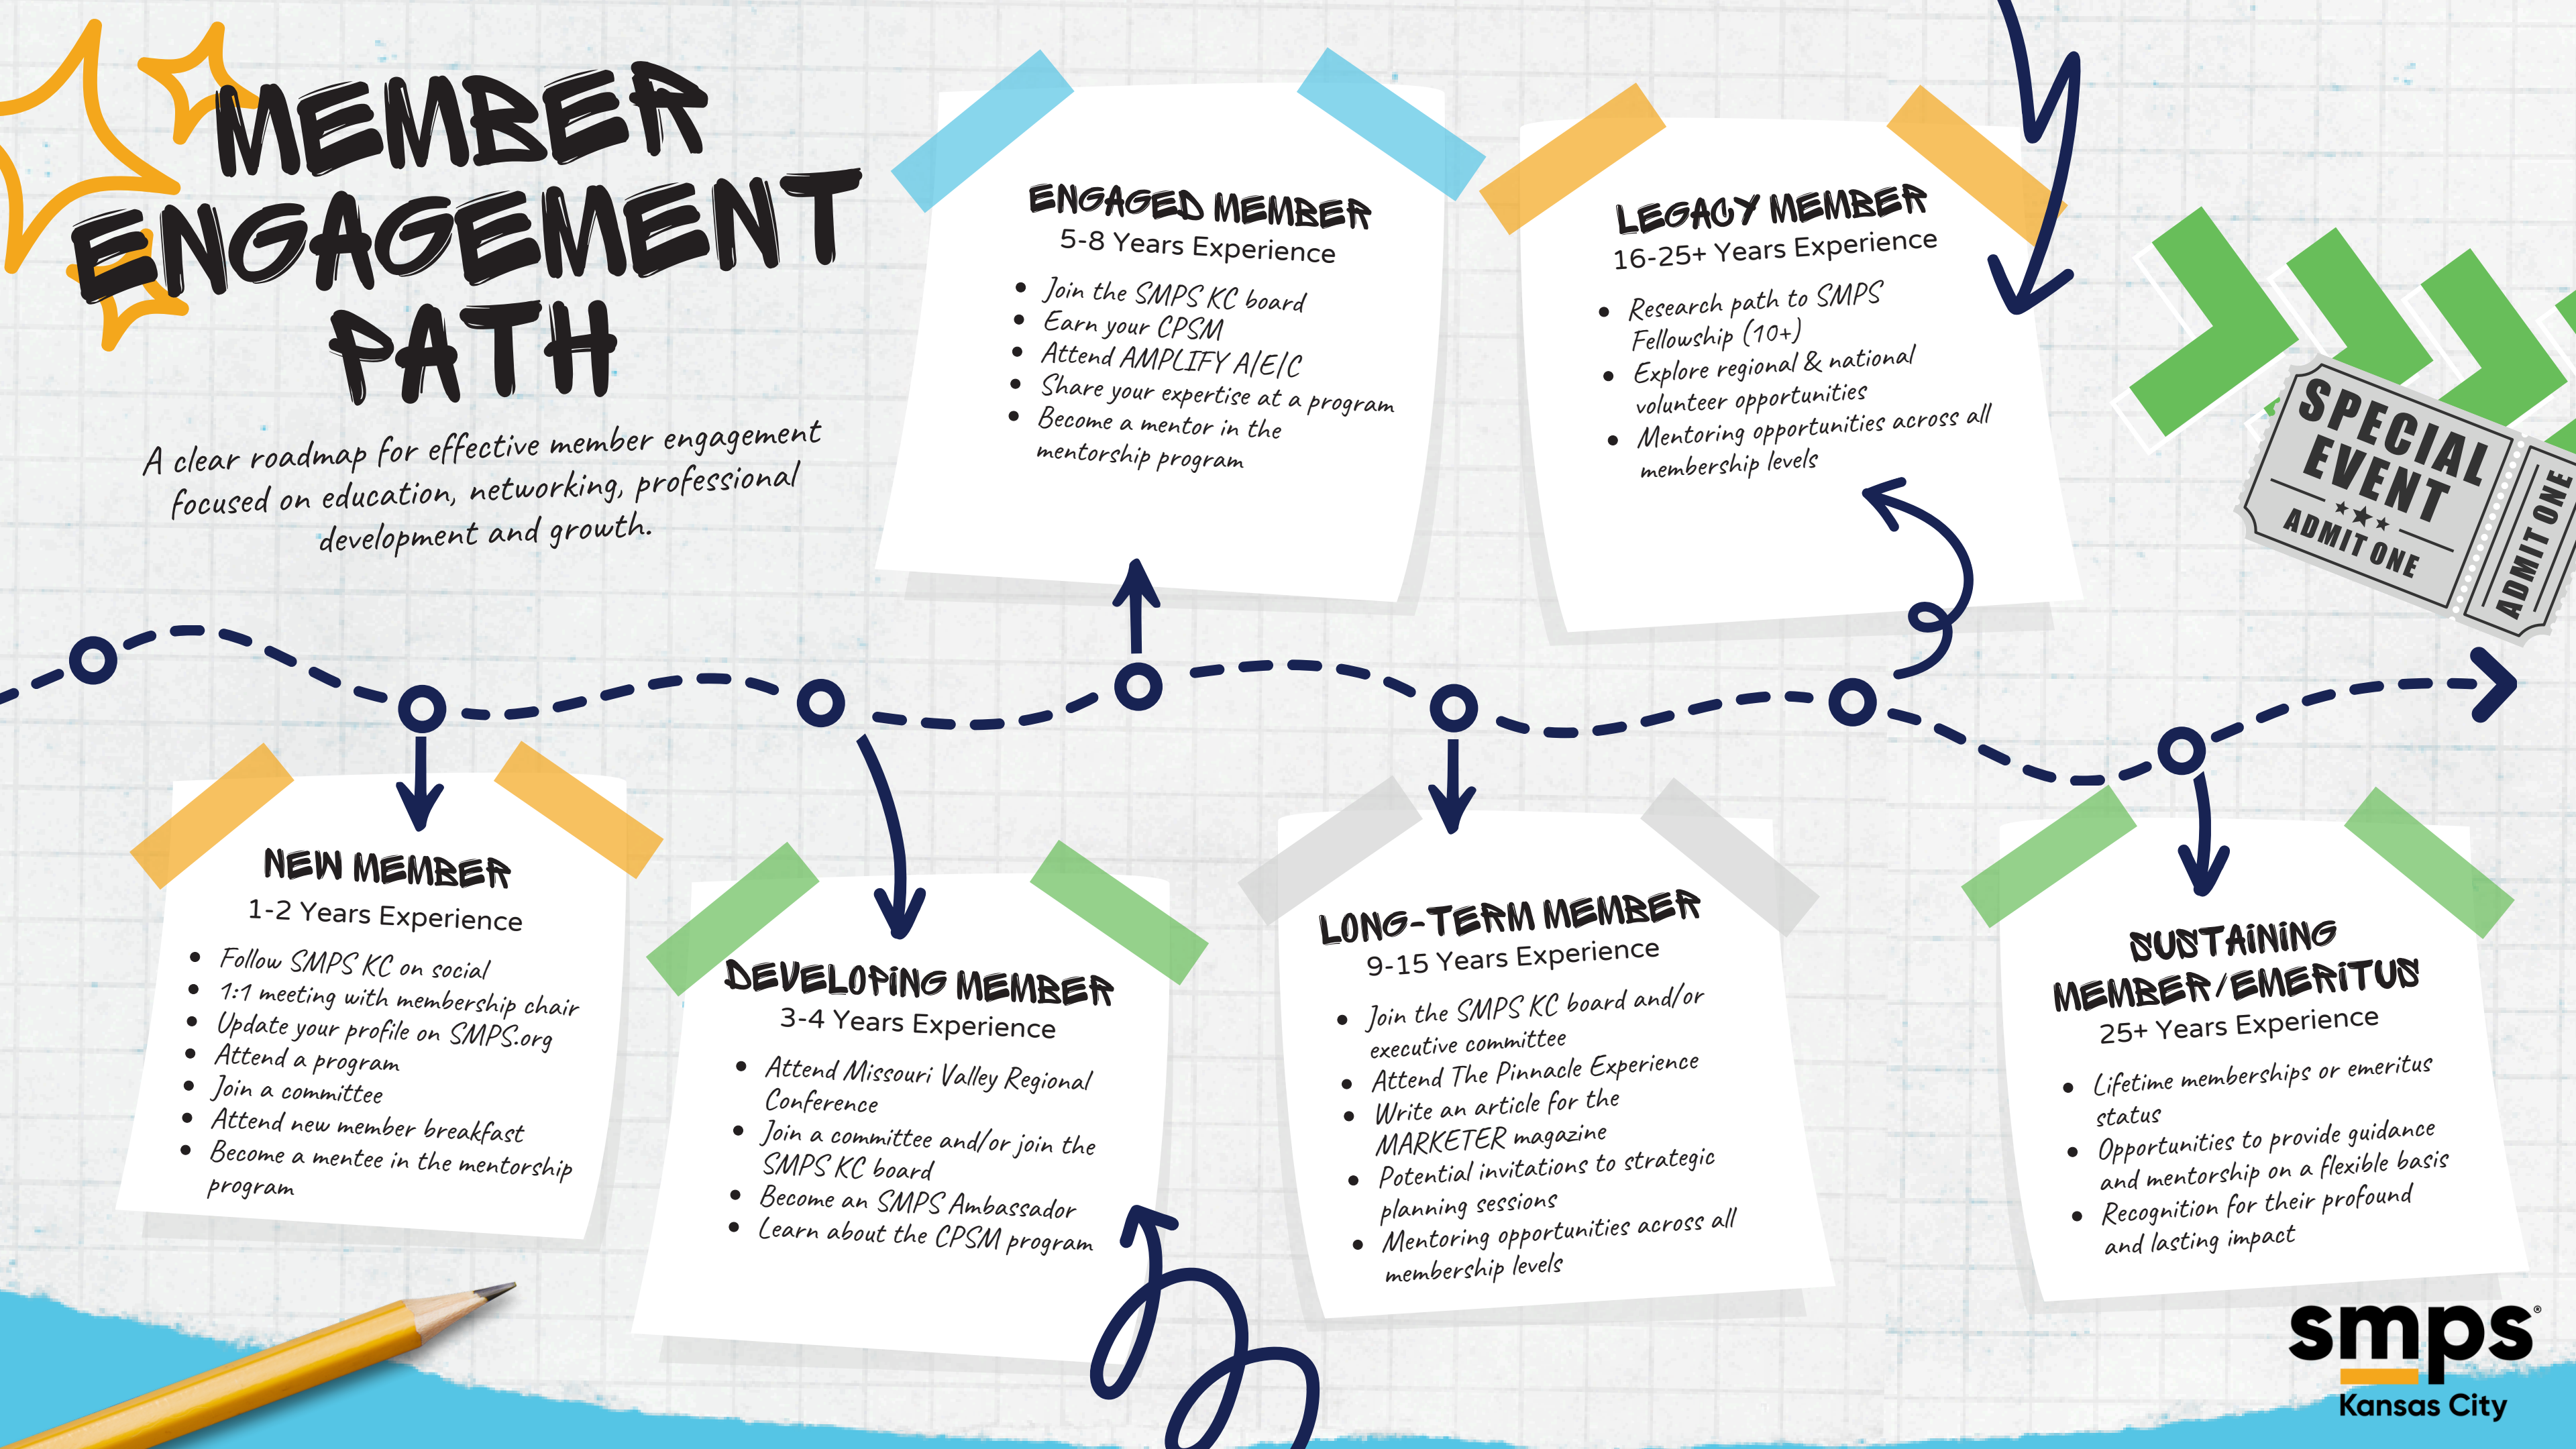 MEMBER
ENGAGEMENT
PATH
A clear roadmap for effective member engagement
focused on education, networking, professional
development and growth.
ENGAGED MEMBER
5-8 Years Experience
• Join the SMPS KC board
• Earn your CPSM
• Attend AMPLIFY A/E/C
• Share your expertise at a program
• Become a mentor in the
mentorship program
LEGACY MEMBER
16-25+ Years Experience
• Research path to SMPS
Fellowship (10+)
• Explore regional & national
volunteer opportunities
• Mentoring opportunities across all
membership levels
SPECIAL
EVENT
ADMIT ONE
ADMIT ONE
NEW MEMBER
1-2 Years Experience
• Follow SMPS KC on social
• 1:1 meeting with membership chair
• Update your profile on SMPS.org
• Attend a program
• Join a committee
• Attend new member breakfast
• Become a mentee in the mentorship
program
DEVELOPING MEMBER
3-4 Years Experience
• Attend Missouri Valley Regional
Conference
• Join a committee and/or join the
SMPS KC board
• Become an SMPS Ambassador
• Learn about the CPSM program
LONG-TERM MEMBER
9-15 Years Experience
• Join the SMPS KC board and/or
executive committee
• Attend The Pinnacle Experience
• Write an article for the
MARKETER magazine
• Potential invitations to strategic
planning sessions
• Mentoring opportunities across all
membership levels
SUSTAINING
MEMBER/EMERITUS
25+ Years Experience
• Lifetime memberships or emeritus
status
• Opportunities to provide guidance
and mentorship on a flexible basis
• Recognition for their profound
and lasting impact
smps®
Kansas City